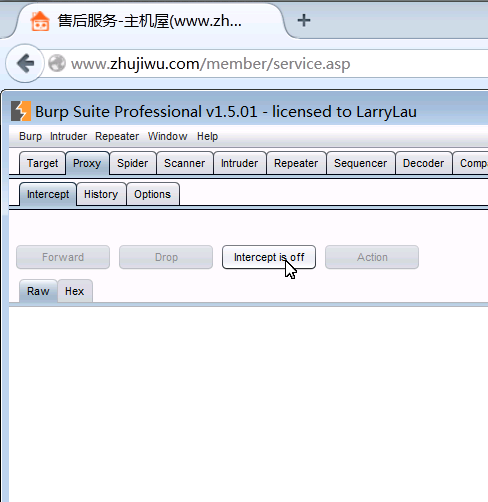 售后服务-主机屋(www.zh...
www.zhujiwu.com/member/service.asp
Burp Suite Professional v1.5.01 - licensed to LarryLau
Burp Intruder Repeater Window Help
Target Proxy Spider Scanner Intruder Repeater Sequencer Decoder Comp
Intercept History Options
Forward Drop Intercept is off Action
Raw Hex